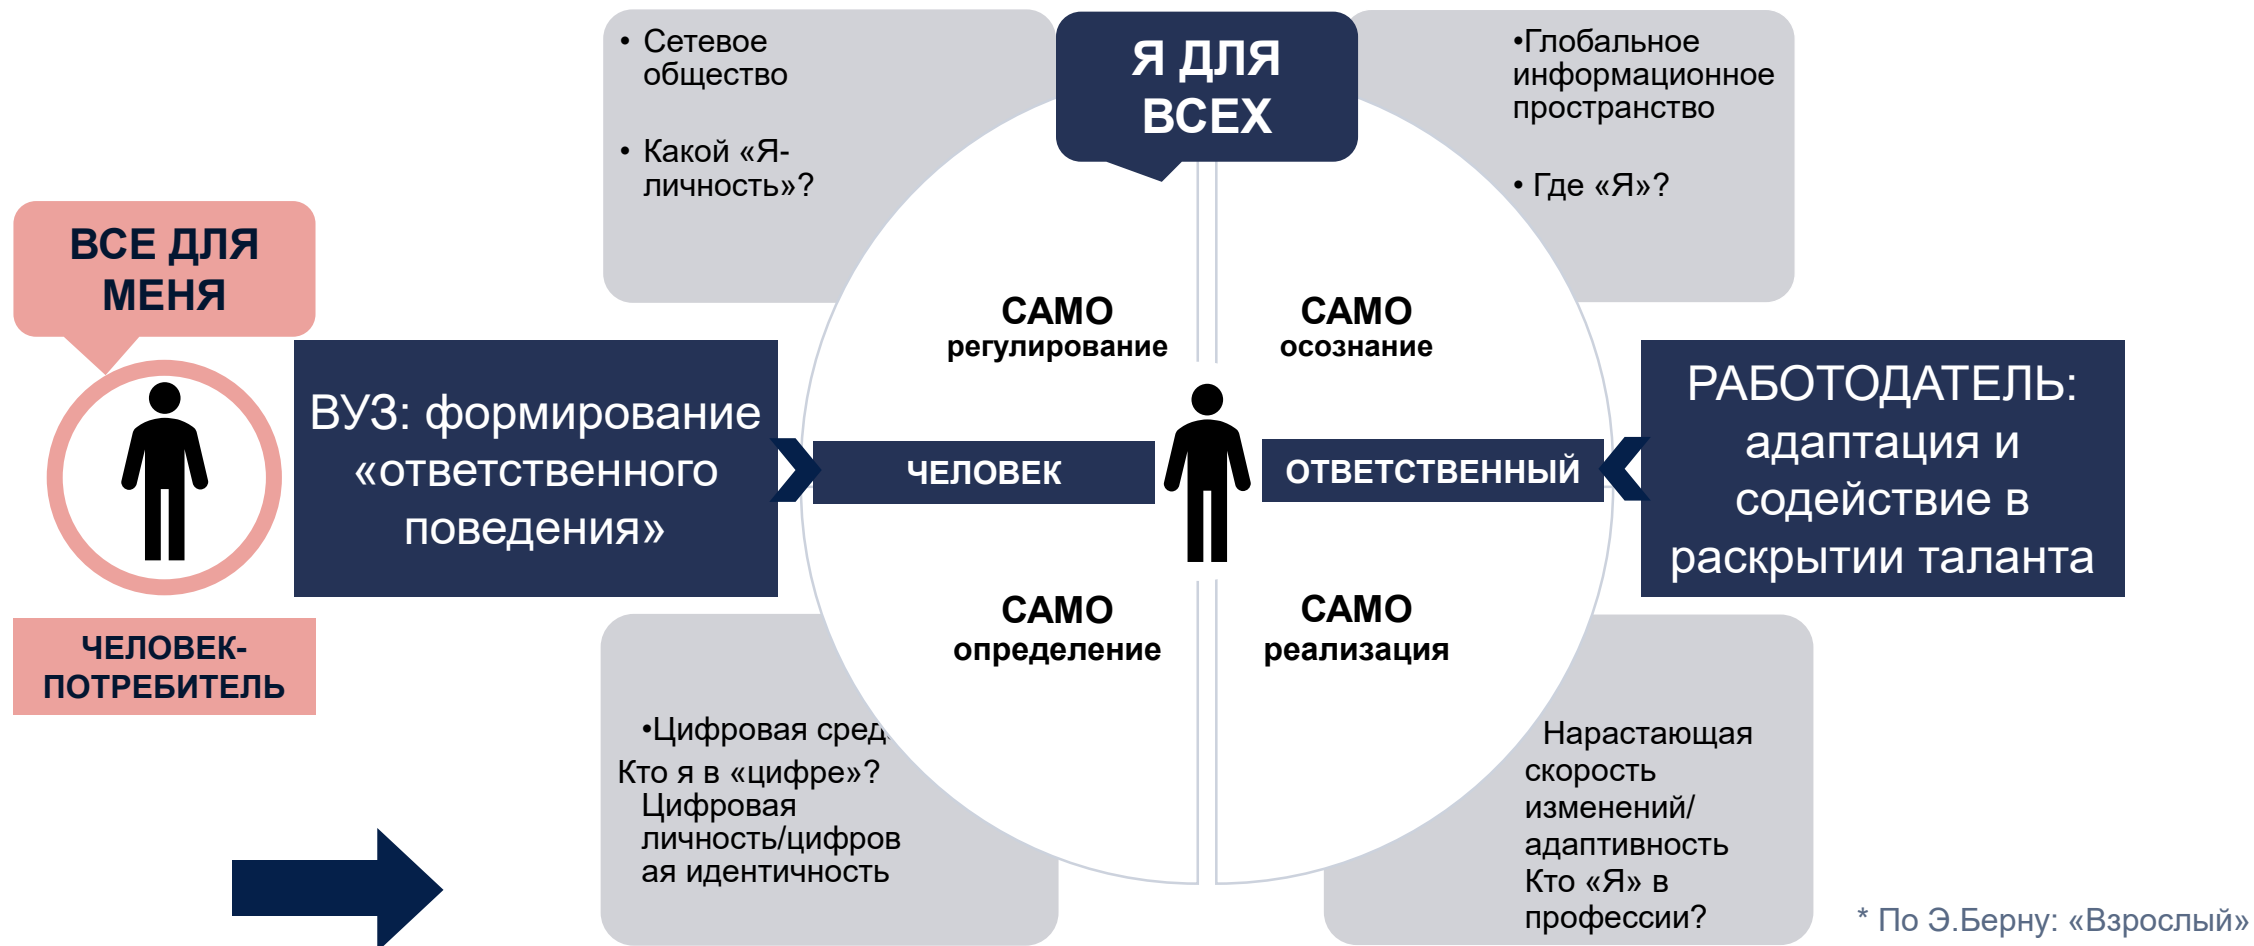 ВСЕ ДЛЯ
МЕНЯ
ЧЕЛОВЕК-
ПОТРЕБИТЕЛЬ
ВУЗ: формирование
«ответственного
поведения»
• Сетевое
общество
• Какой «Я-
личность»?
Я ДЛЯ
ВСЕХ
•Глобальное
информационное
пространство
• Где «Я»?
САМО
регулирование
САМО
осознание
ЧЕЛОВЕК
ОТВЕТСТВЕННЫЙ
САМО
определение
САМО
реализация
РАБОТОДАТЕЛЬ:
адаптация и
содействие в
раскрытии таланта
•Цифровая
Кто я в «цифре»?
Цифровая
личность/цифров
ая идентичность
Нарастающая
скорость
изменений/
адаптивность
Кто «Я» в
профессии?
* По Э.Берну: «Взрослый»